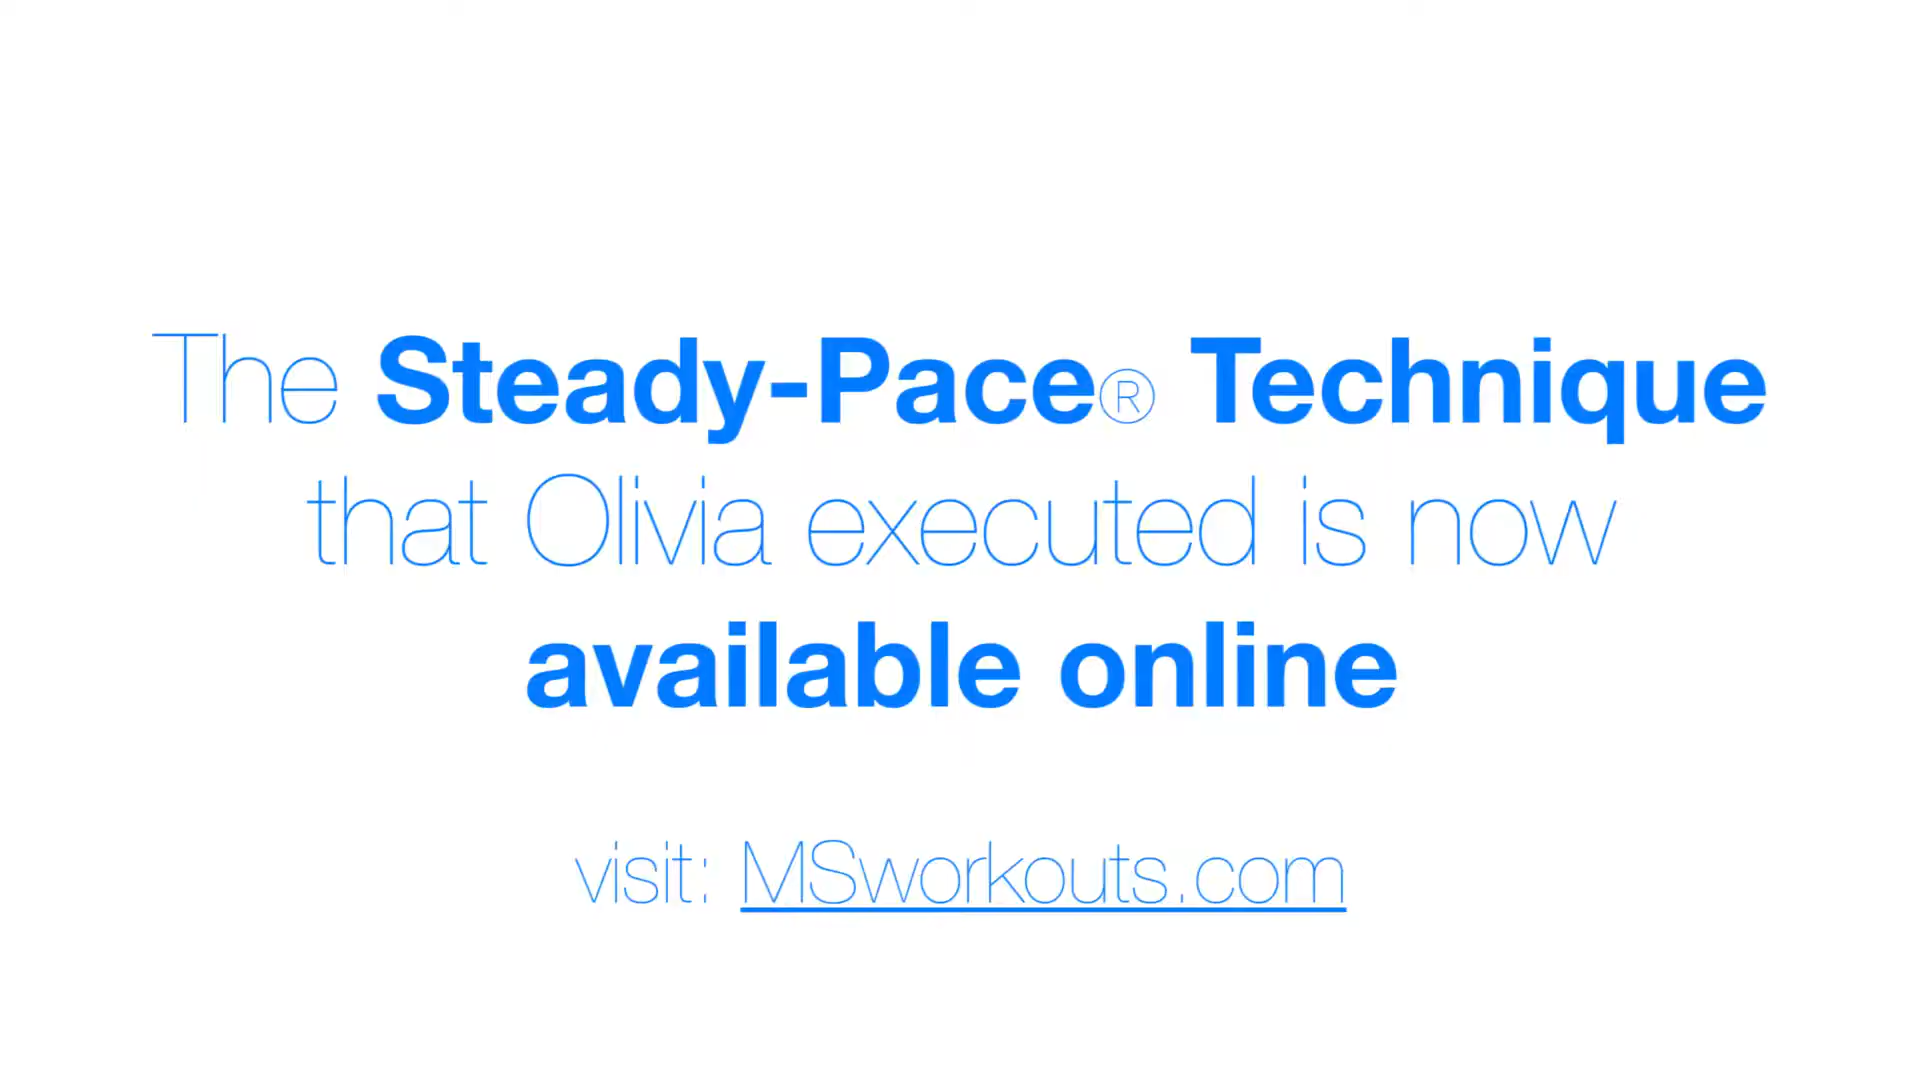 The Steady-Pace® Technique
that Olivia executed is now
available online
visit: MSworkouts.com